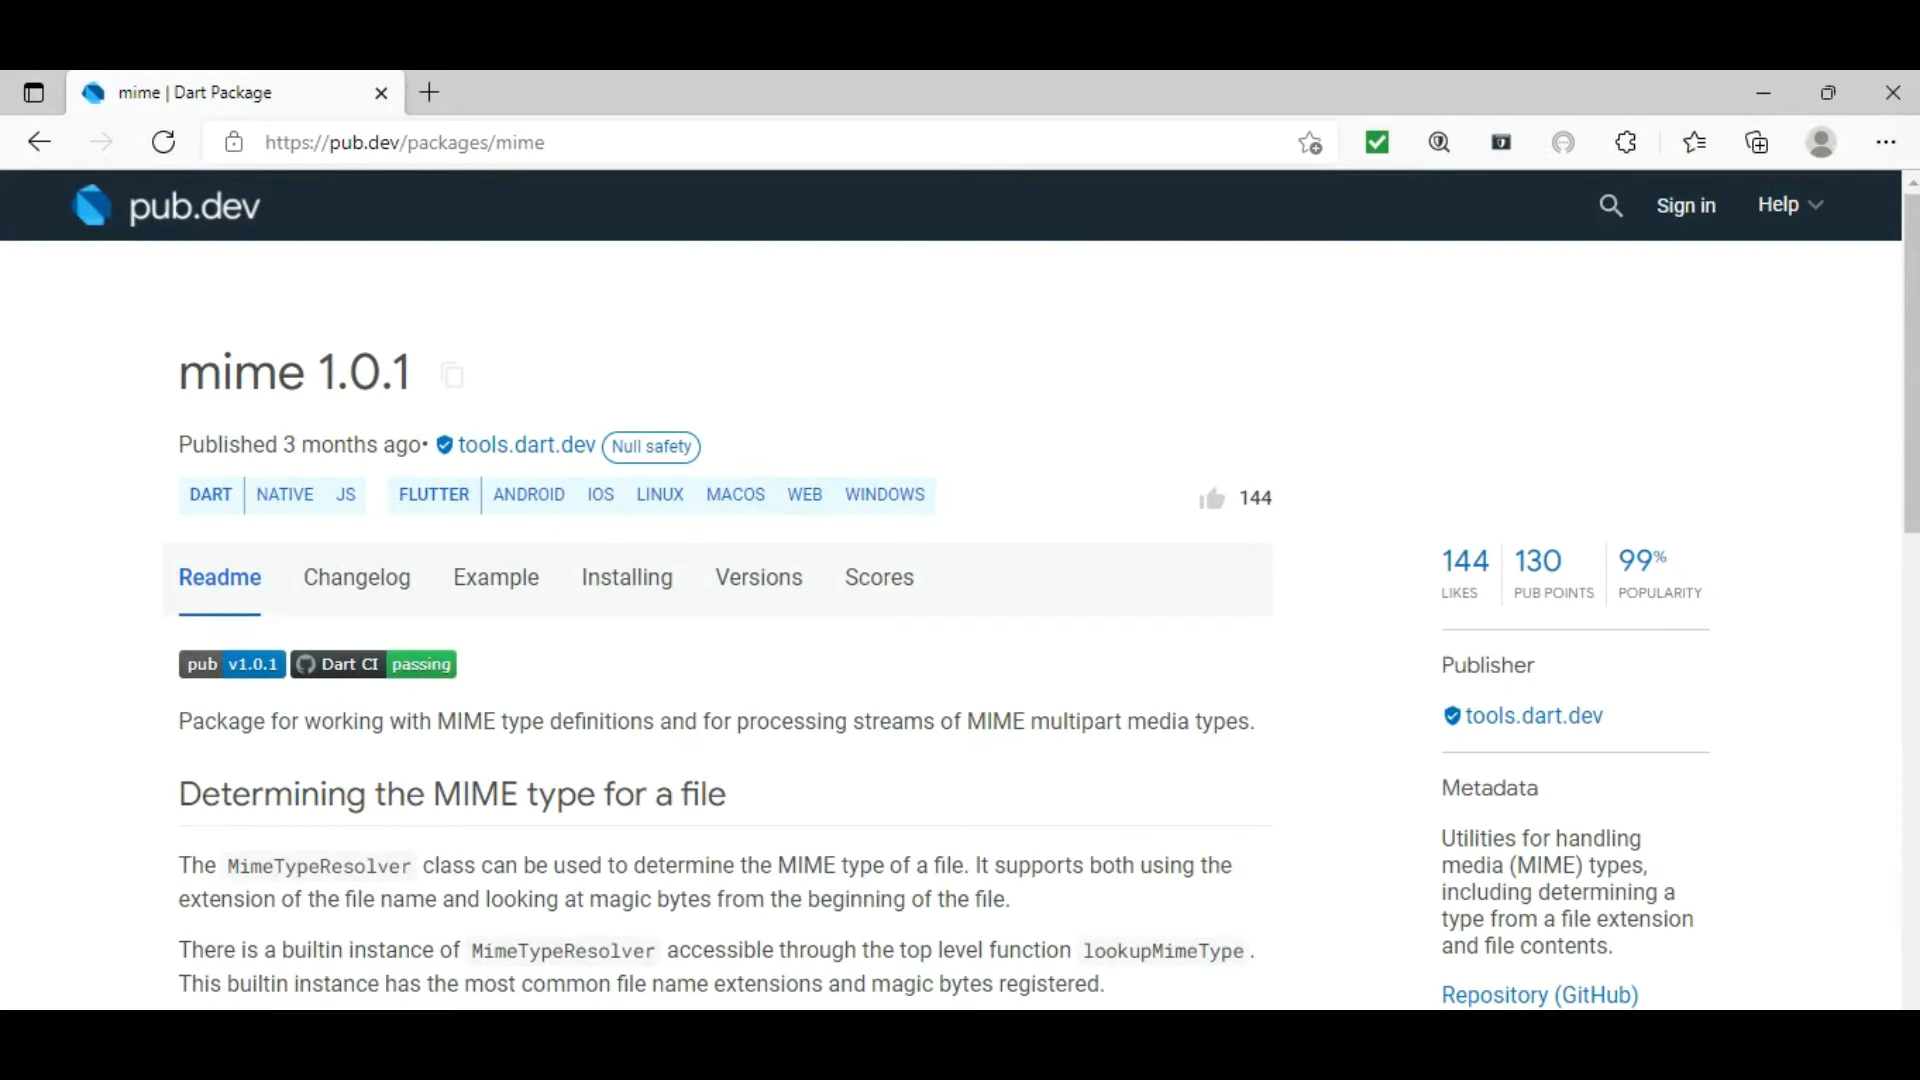 mime | Dart Package
https://pub.dev/packages/mime
pub.dev
Sign in
Help
mime 1.0.1
Published 3 months ago• tools.dart.dev Null safety
DART NATIVE JS FLUTTER ANDROID IOS LINUX MACOS WEB WINDOWS
144
Readme Changelog Example Installing Versions Scores
pub v1.0.1 Dart CI passing
Package for working with MIME type definitions and for processing streams of MIME multipart media types.
Determining the MIME type for a file
The MimeTypeResolver class can be used to determine the MIME type of a file. It supports both using the
extension of the file name and looking at magic bytes from the beginning of the file.
There is a builtin instance of MimeTypeResolver accessible through the top level function lookupMimeType.
This builtin instance has the most common file name extensions and magic bytes registered.
144 130 99%
LIKES PUB POINTS POPULARITY
Publisher
tools.dart.dev
Metadata
Utilities for handling
media (MIME) types,
including determining a
type from a file extension
and file contents.
Repository (GitHub)